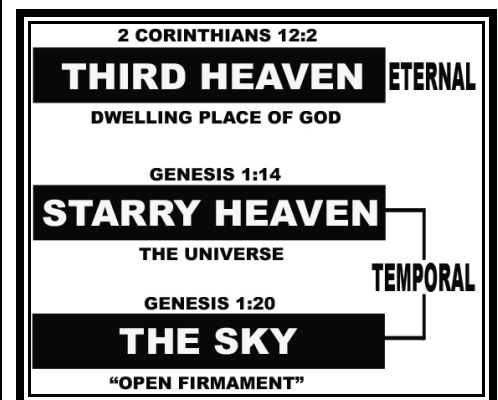 2 CORINTHIANS 12:2
THIRD HEAVEN
ETERNAL
DWELLING PLACE OF GOD
GENESIS 1:14
STARRY HEAVEN
THE UNIVERSE
TEMPORAL
GENESIS 1:20
THE SKY
“OPEN FIRMAMENT”